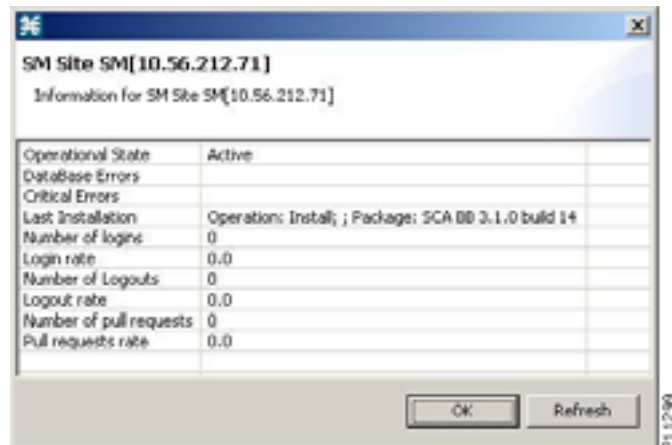 SM Site SM[10.56.212.71]
Information for SM Site SM[10.56.212.71]
Operational State Active
DataBase Errors
Critical Errors
Last Installation Operation: Install; ; Package: SCA BB 3.1.0 build 14
Number of logins 0
Login rate 0.0
Number of Logouts 0
Logout rate 0.0
Number of pull requests 0
Pull requests rate 0.0
OK Refresh